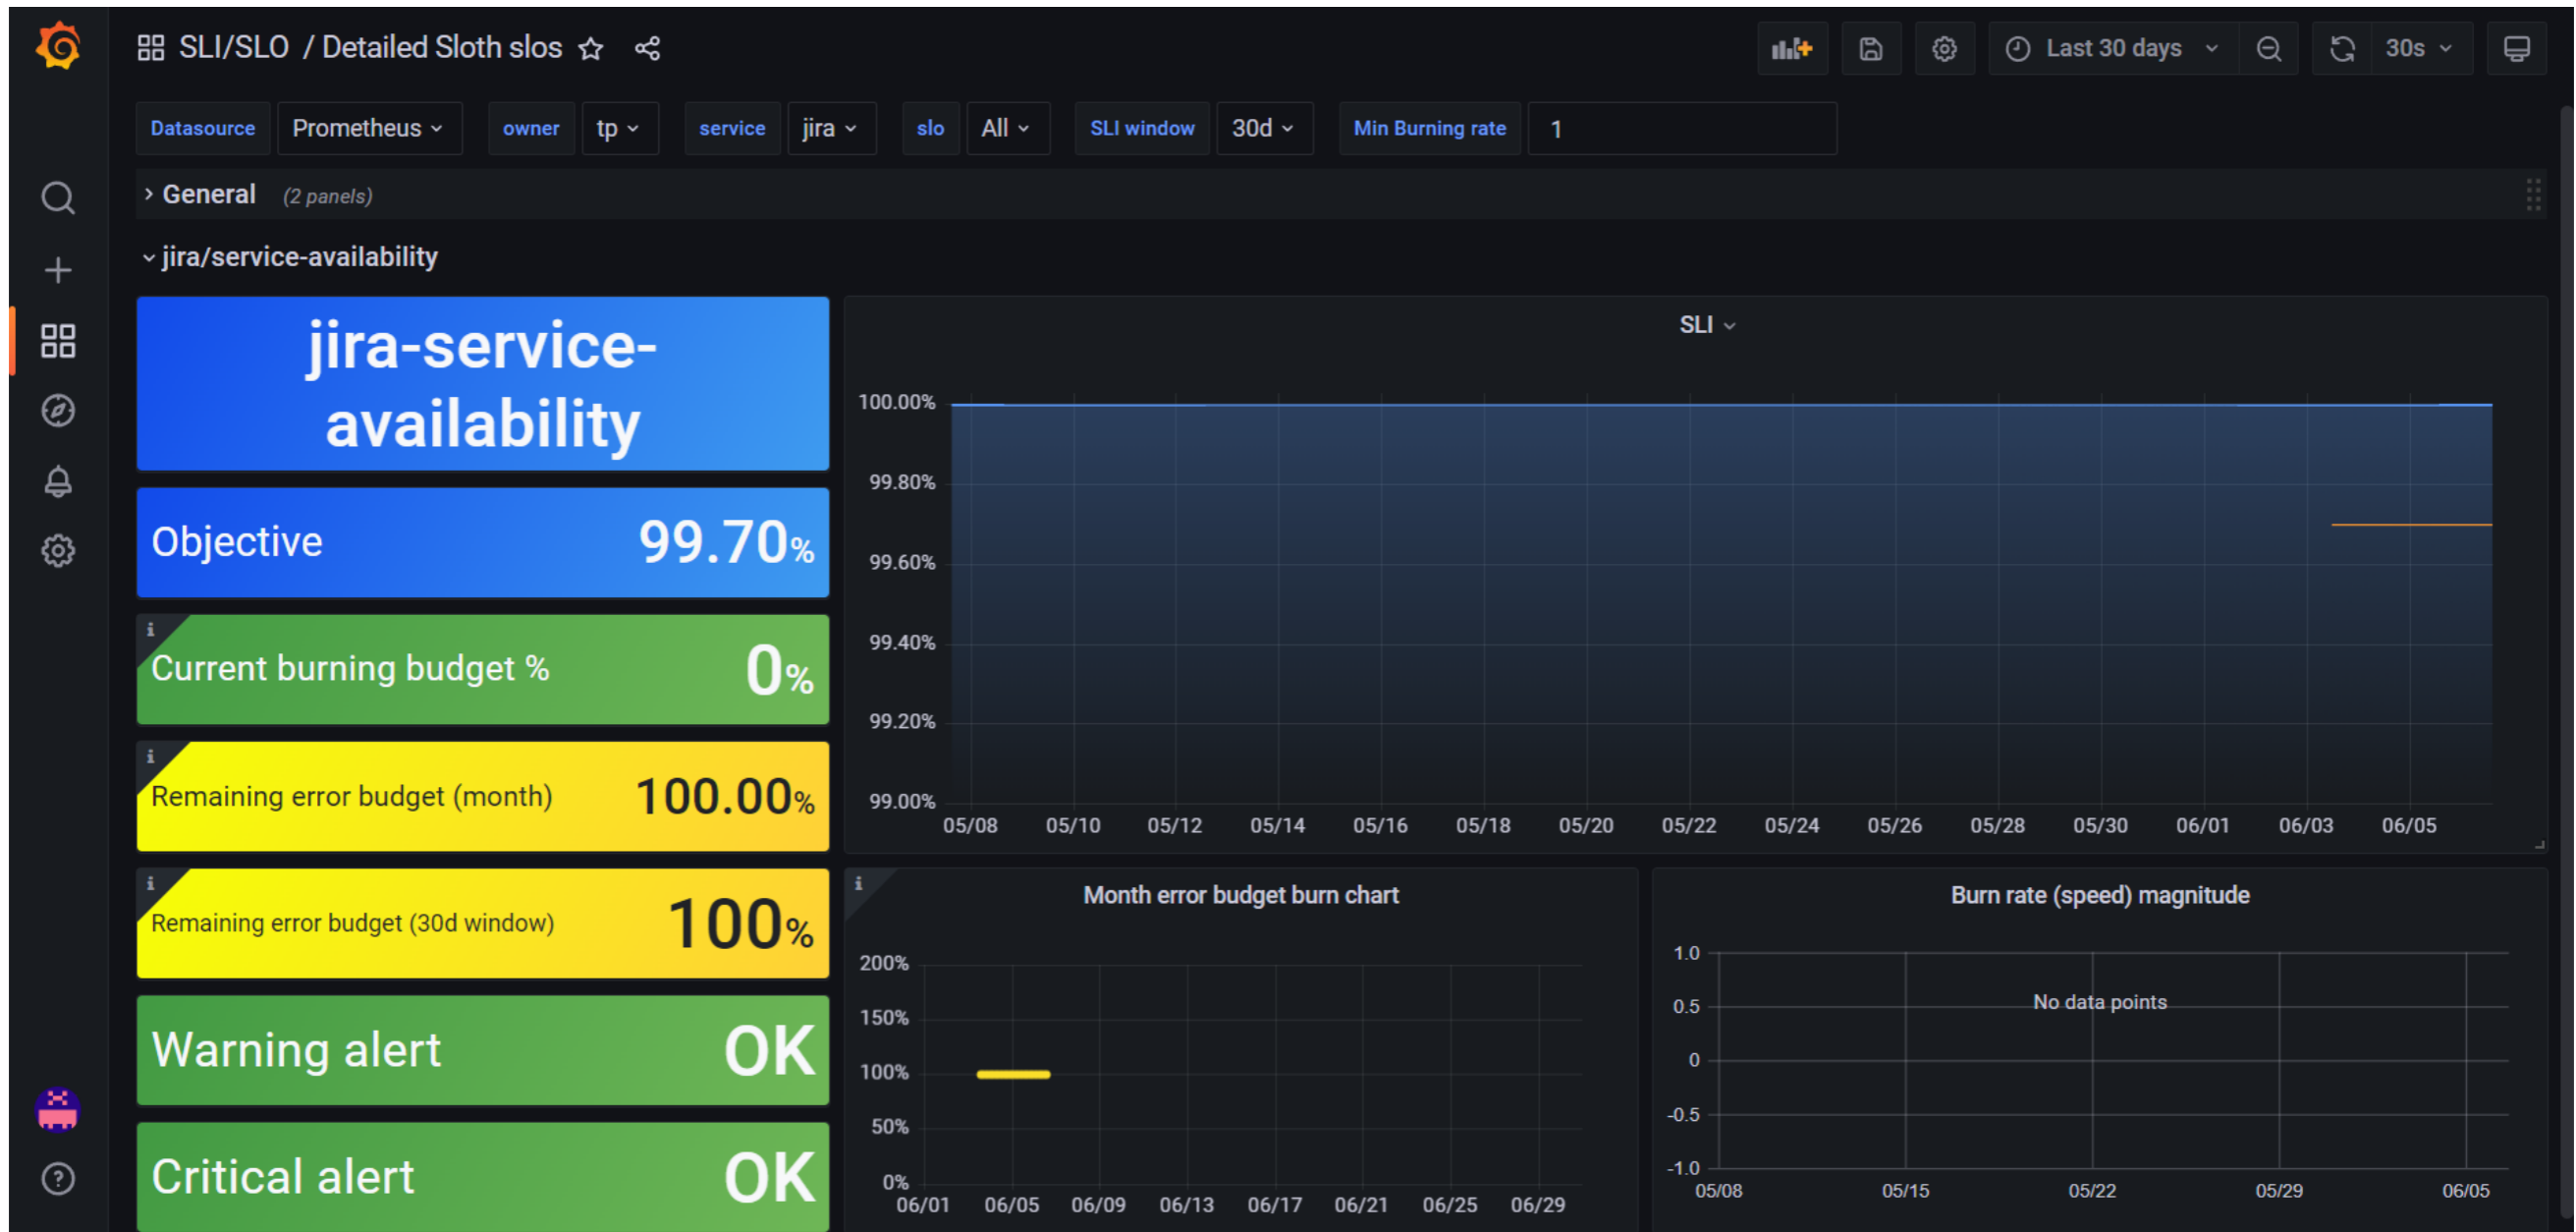 SLI/SLO / Detailed Sloth slos
Last 30 days
30s
Datasource Prometheus owner tp service jira slo All SLI window 30d Min Burning rate 1
General (2 panels)
jira/service-availability
jira-service-
availability
Objective 99.70%
Current burning budget % 0%
Remaining error budget (month) 100.00%
Remaining error budget (30d window) 100%
Warning alert OK
Critical alert OK
SLI
100.00%
99.80%
99.60%
99.40%
99.20%
99.00%
05/08 05/10 05/12 05/14 05/16 05/18 05/20 05/22 05/24 05/26 05/28 05/30 06/01 06/03 06/05
Month error budget burn chart
200%
150%
100%
50%
0%
06/01 06/05 06/09 06/13 06/17 06/21 06/25 06/29
Burn rate (speed) magnitude
1.0
No data points
0.5
0
-0.5
-1.0
05/08 05/15 05/22 05/29 06/05